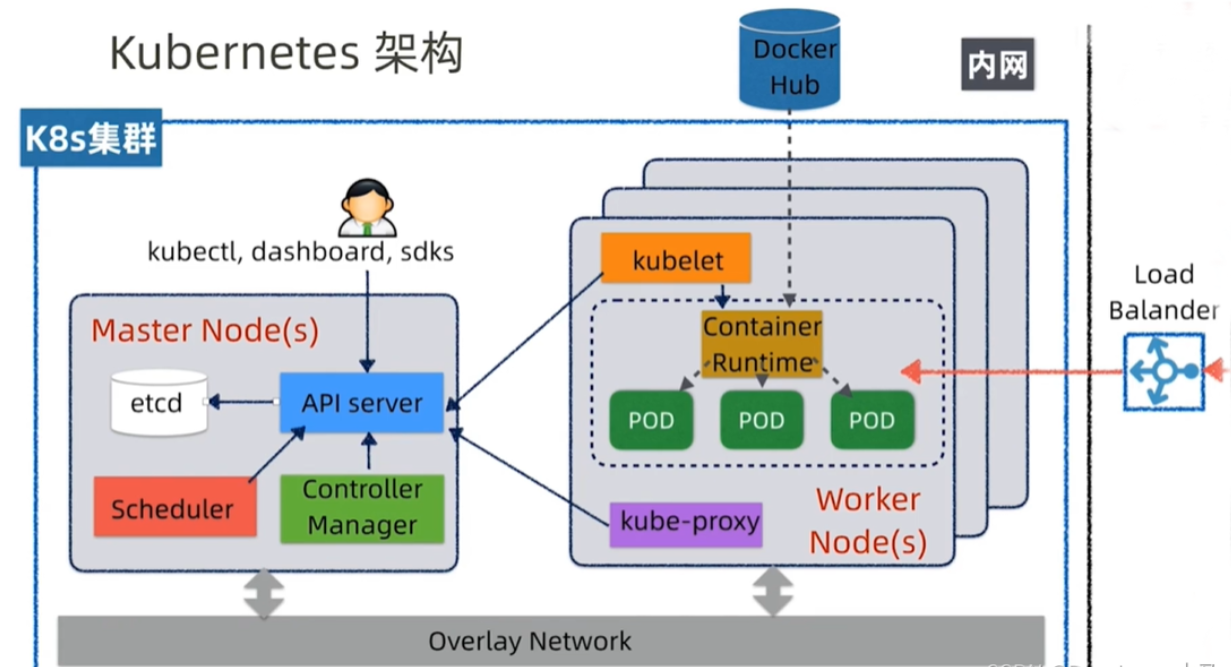 Kubernetes 架构
Docker
Hub
内网
K8s集群
kubectl, dashboard, sdks
Master Node(s)
etcd
API server
Scheduler
Controller
Manager
kubelet
Container
Runtime
POD
POD
POD
kube-proxy
Worker
Node(s)
Load
Balander
Overlay Network